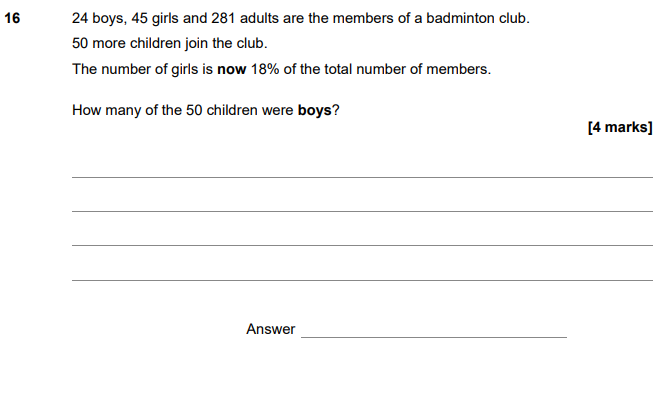 16 24 boys, 45 girls and 281 adults are the members of a badminton club.
50 more children join the club.
The number of girls is now 18% of the total number of members.
How many of the 50 children were boys?
[4 marks]
Answer